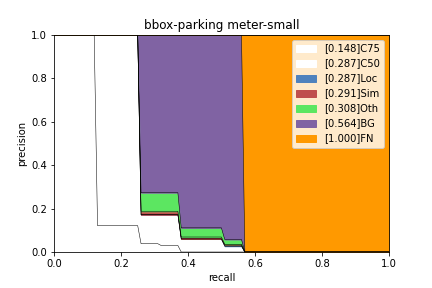 bbox-parking meter-small
precision
1.0
0.8
0.6
0.4
0.2
0.0
[0.148]C75
[0.287]C50
[0.287]Loc
[0.291]Sim
[0.308]Oth
[0.564]BG
[1.000]FN
0.0 0.2 0.4 0.6 0.8 1.0
recall